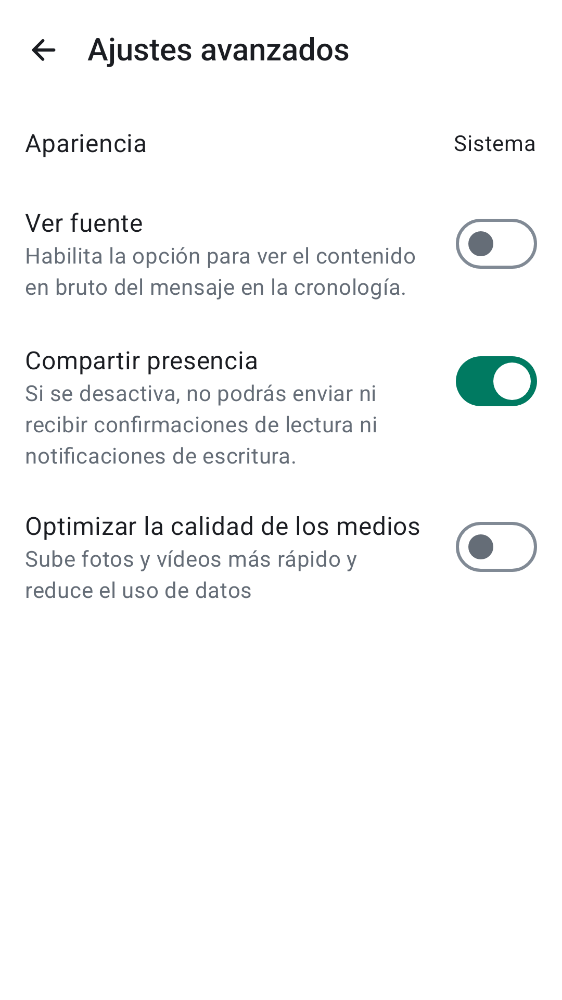 Ajustes avanzados
Apariencia
Sistema
Ver fuente
Habilita la opción para ver el contenido
en bruto del mensaje en la cronología.
Compartir presencia
Si se desactiva, no podrás enviar ni
recibir confirmaciones de lectura ni
notificaciones de escritura.
Optimizar la calidad de los medios
Sube fotos y vídeos más rápido y
reduce el uso de datos